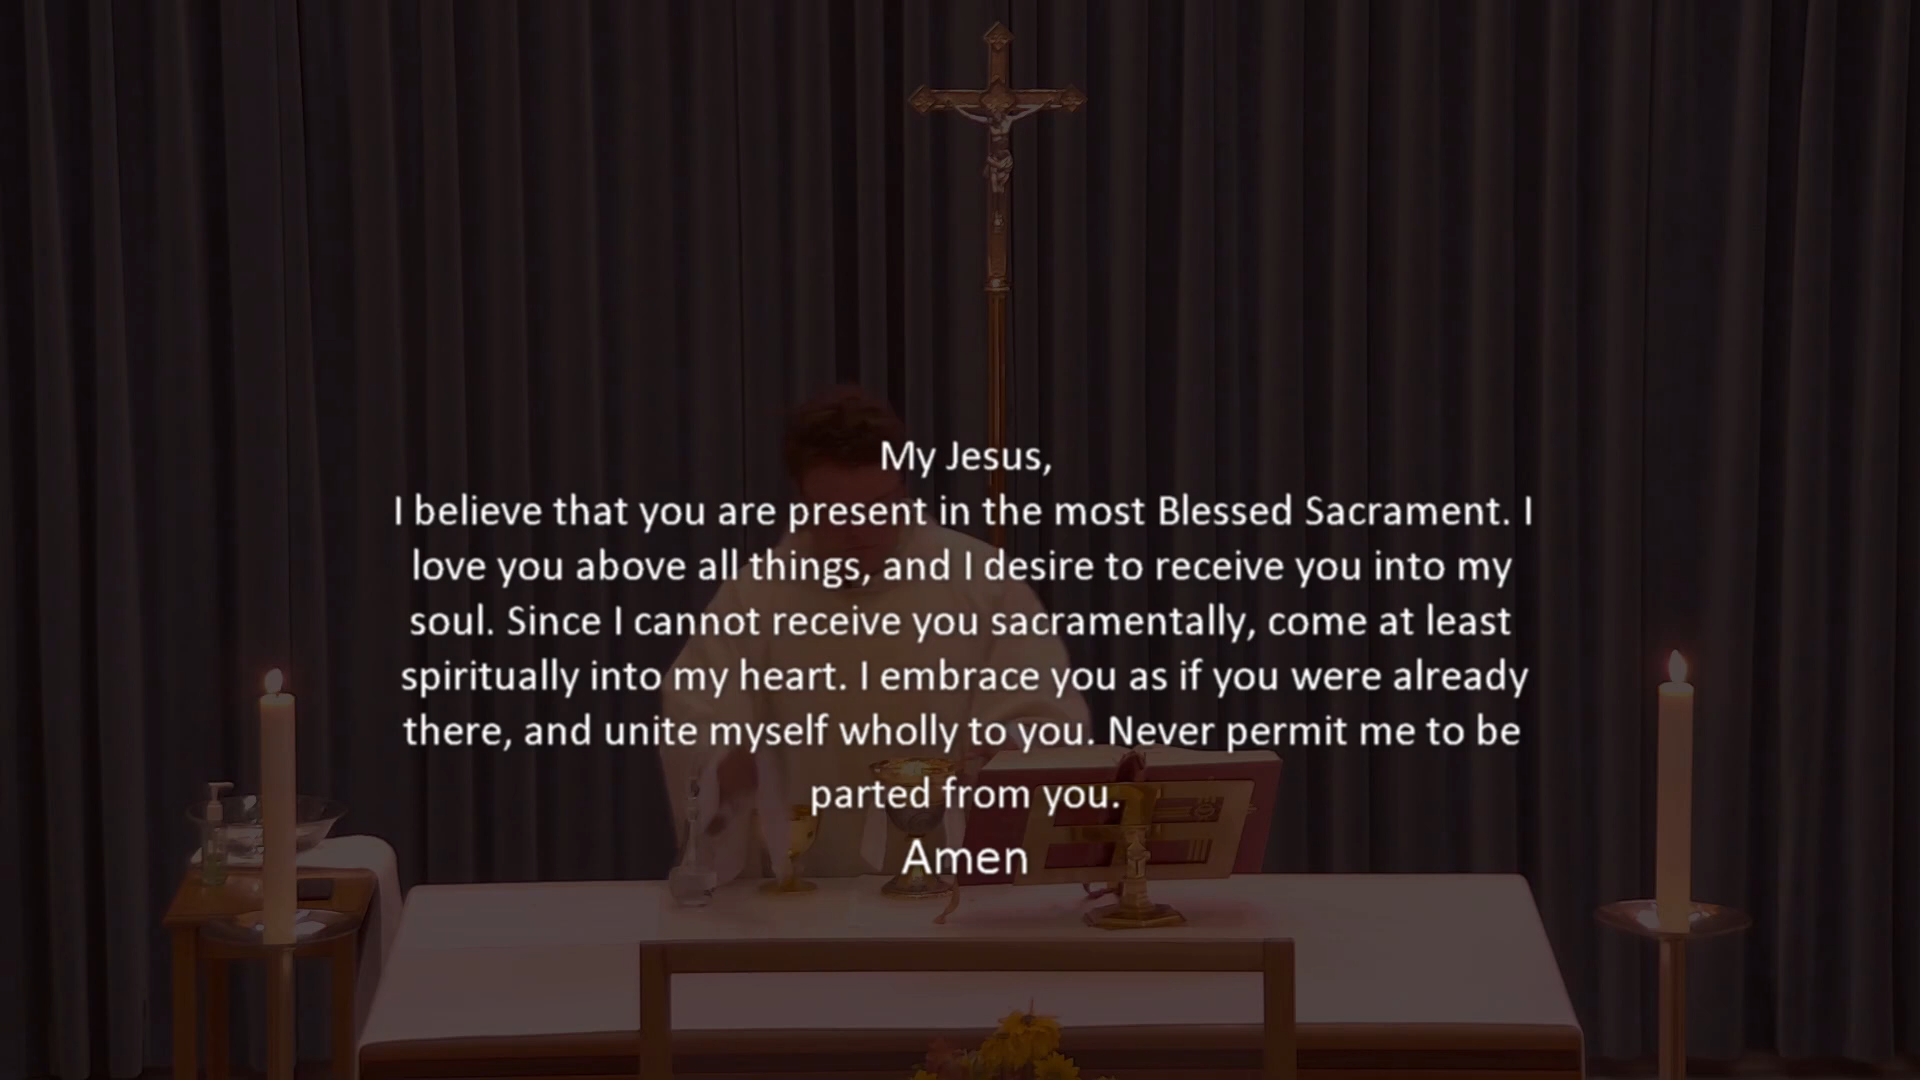 My Jesus,
I believe that you are present in the most Blessed Sacrament. I
love you above all things, and I desire to receive you into my
soul. Since I cannot receive you sacramentally, come at least
spiritually into my heart. I embrace you as if you were already
there, and unite myself wholly to you. Never permit me to be
parted from you.
Amen